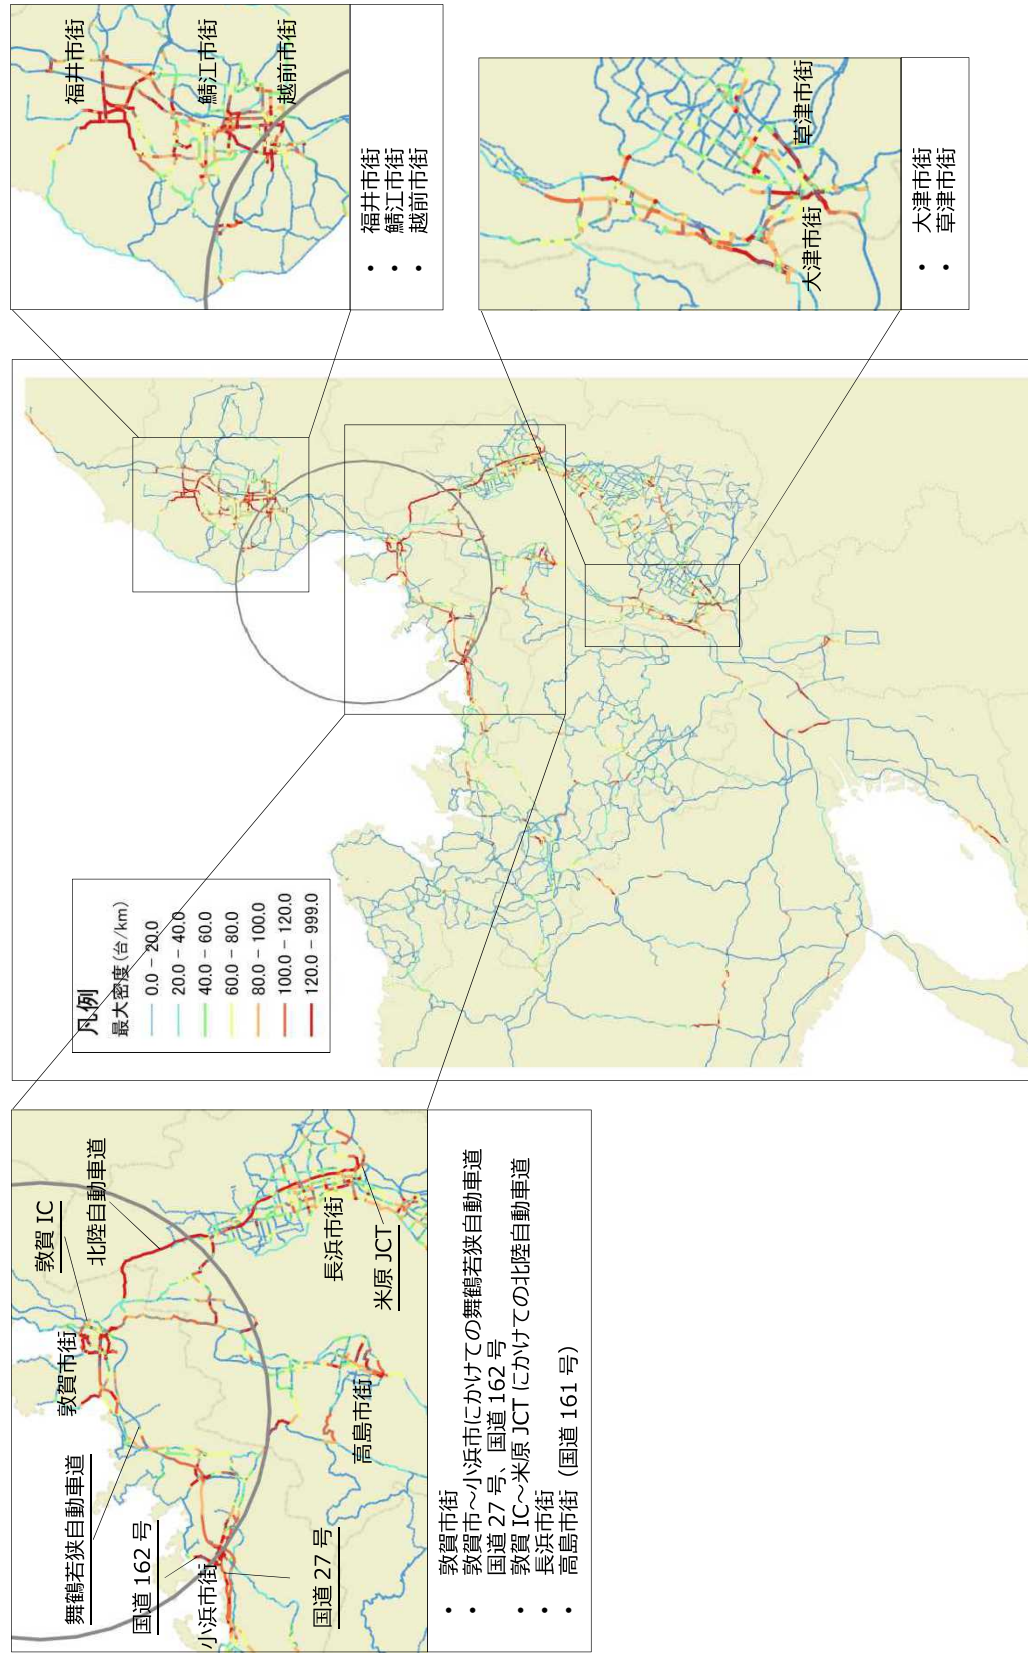 舞鶴若狭自動車道
国道 162 号
小浜市街
国道 27 号
敦賀市街
敦賀 IC
北陸自動車道
高島市街
長浜市街
米原 JCT
・ 敦賀市街
・ 敦賀市～小浜市にかけての舞鶴若狭自動車道
国道 27 号、国道 162 号
・ 敦賀 IC～米原 JCT にかけての北陸自動車道
・ 長浜市街
・ 高島市街（国道 161 号）
凡例
最大密度(台/km)
0.0 – 20.0
20.0 – 40.0
40.0 – 60.0
60.0 – 80.0
80.0 – 100.0
100.0 – 120.0
120.0 – 999.0
福井市街
鯖江市街
越前市街
・ 福井市街
・ 鯖江市街
・ 越前市街
大津市街
草津市街
・ 大津市街
・ 草津市街